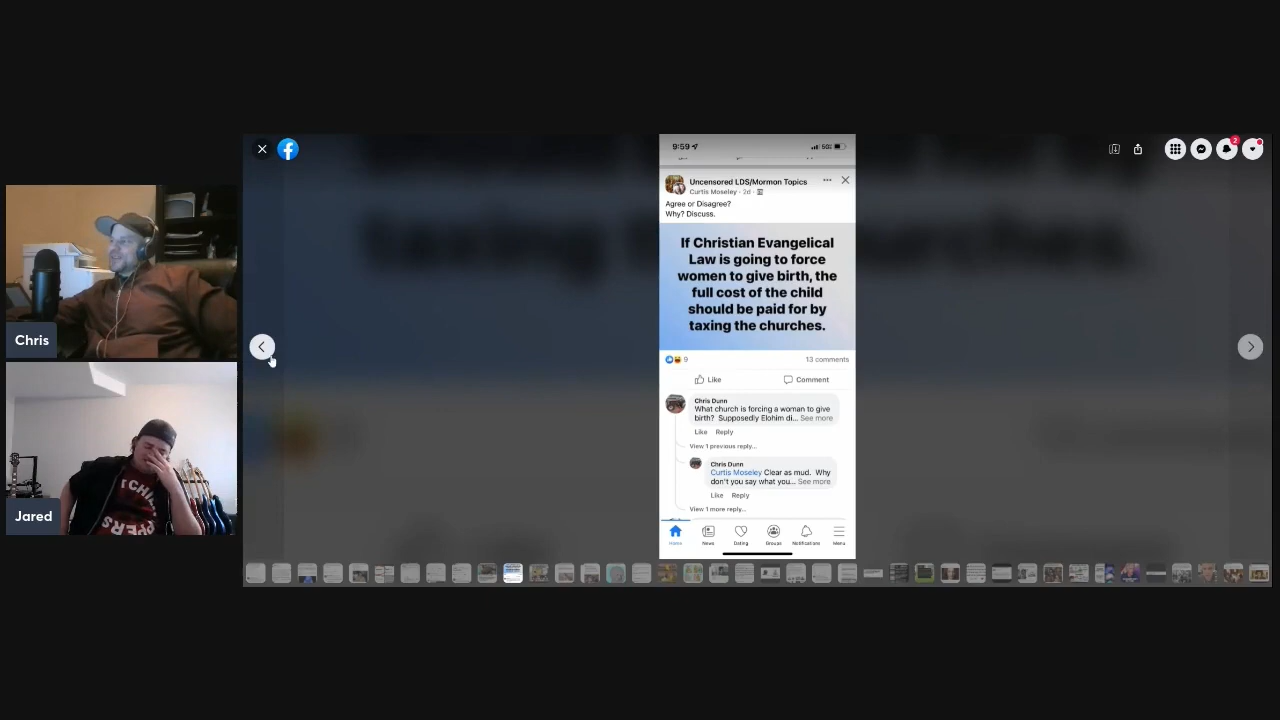 9:59
5G
2
Uncensored LDS/Mormon Topics
Curtis Moseley · 2d ·
Agree or Disagree?
Why? Discuss.
If Christian Evangelical
Law is going to force
women to give birth, the
full cost of the child
should be paid for by
taxing the churches.
9
13 comments
Like
Comment
Chris Dunn
What church is forcing a woman to give
birth? Supposedly Elohim di... See more
Like Reply
View 1 previous reply...
Chris Dunn
Curtis Moseley Clear as mud. Why
don't you say what you... See more
Like Reply
View 1 more reply...
Home
News
Dating
Groups
Notifications
Menu
Chris
Jared